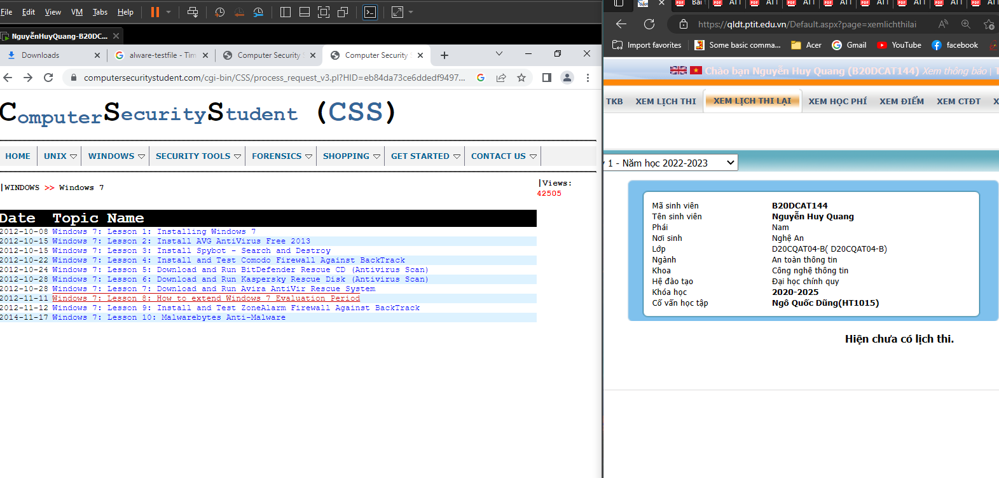 File Edit View VM Tabs Help
NguyễnHuyQuang-B20DC...
Downloads
alware-testfile - Tìm
Computer Security
Computer Security
computersecuritystudent.com/cgi-bin/CSS/process_request_v3.pl?HID=eb84da73ce6ddedf9497...
ComputerSecurityStudent (CSS)
HOME UNIX WINDOWS SECURITY TOOLS FORENSICS SHOPPING GET STARTED CONTACT US
|WINDOWS >> Windows 7
|Views:
42505
Date Topic Name
2012-10-08 Windows 7: Lesson 1: Installing Windows 7
2012-10-15 Windows 7: Lesson 2: Install AVG AntiVirus Free 2013
2012-10-15 Windows 7: Lesson 3: Install Spybot - Search and Destroy
2012-10-22 Windows 7: Lesson 4: Install and Test Comodo Firewall Against BackTrack
2012-10-24 Windows 7: Lesson 5: Download and Run BitDefender Rescue CD (Antivirus Scan)
2012-10-28 Windows 7: Lesson 6: Download and Run Kaspersky Rescue Disk (Antivirus Scan)
2012-10-28 Windows 7: Lesson 7: Download and Run Avira AntiVir Rescue System
2012-11-11 Windows 7: Lesson 8: How to extend Windows 7 Evaluation Period
2012-11-12 Windows 7: Lesson 9: Install and Test ZoneAlarm Firewall Against BackTrack
2014-11-17 Windows 7: Lesson 10: Malwarebytes Anti-Malware
https://qldt.ptit.edu.vn/Default.aspx?page=xemlichthilai
Import favorites Some basic comma... Acer Gmail YouTube facebook
Chào bạn Nguyễn Huy Quang (B20DCAT144) Xem thông báo |
TKB XEM LỊCH THI XEM LỊCH THI LẠI XEM HỌC PHÍ XEM ĐIỂM XEM CTĐT
1 - Năm học 2022-2023
Mã sinh viên B20DCAT144
Tên sinh viên Nguyễn Huy Quang
Phái Nam
Nơi sinh Nghệ An
Lớp D20CQAT04-B( D20CQAT04-B)
Ngành An toàn thông tin
Khoa Công nghệ thông tin
Hệ đào tạo Đại học chính quy
Khóa học 2020-2025
Cố vấn học tập Ngô Quốc Dũng(HT1015)
Hiện chưa có lịch thi.